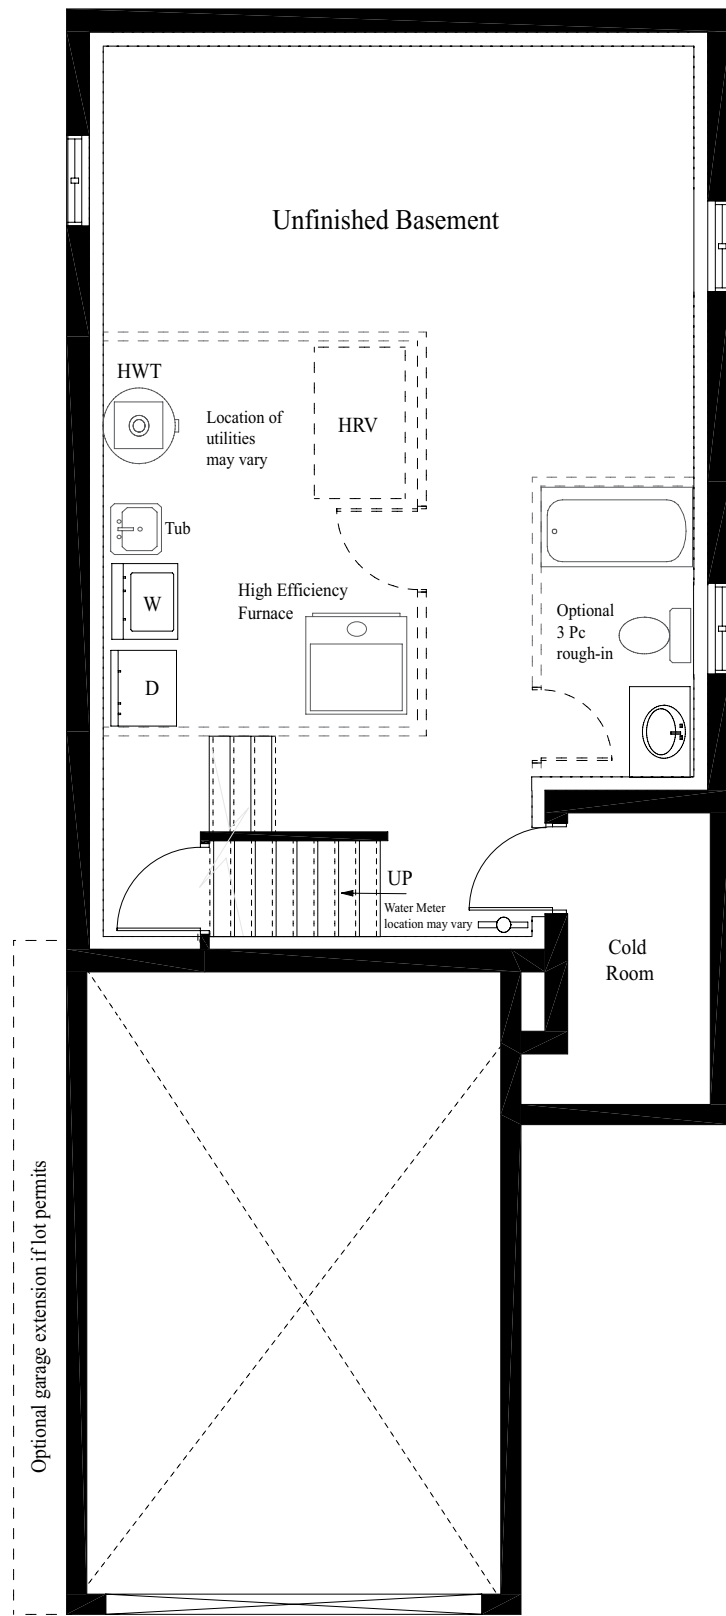 Unfinished Basement
HWT
Location of
utilities
may vary
HRV
Tub
W
High Efficiency
Furnace
D
Optional
3 Pc
rough-in
UP
Water Meter
location may vary
Cold
Room
Optional garage extension if lot permits